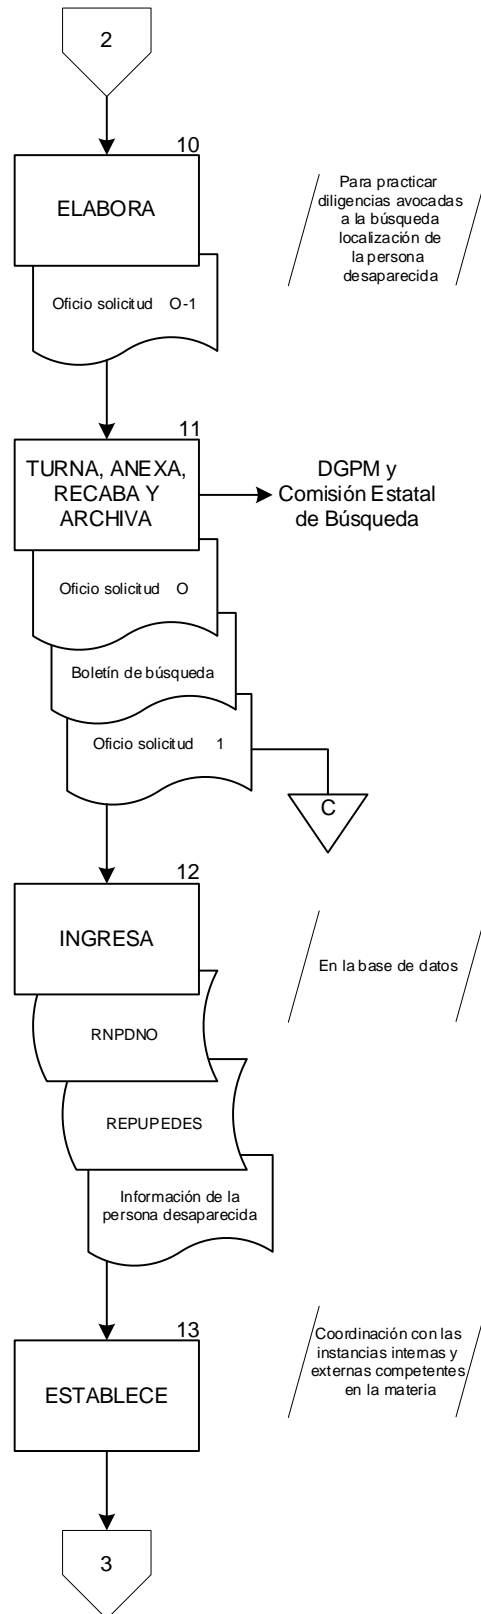 2
10
ELABORA
Para practicar
diligencias avocadas
a la búsqueda
localización de
la persona
desaparecida
Oficio solicitud O-1
11
TURNA, ANEXA,
RECABA Y
ARCHIVA
DGPM y
Comisión Estatal
de Búsqueda
Oficio solicitud O
Boletín de búsqueda
Oficio solicitud 1
C
12
INGRESA
En la base de datos
RNPDNO
REPUPEDES
Información de la
persona desaparecida
13
ESTABLECE
Coordinación con las
instancias internas y
externas competentes
en la materia
3